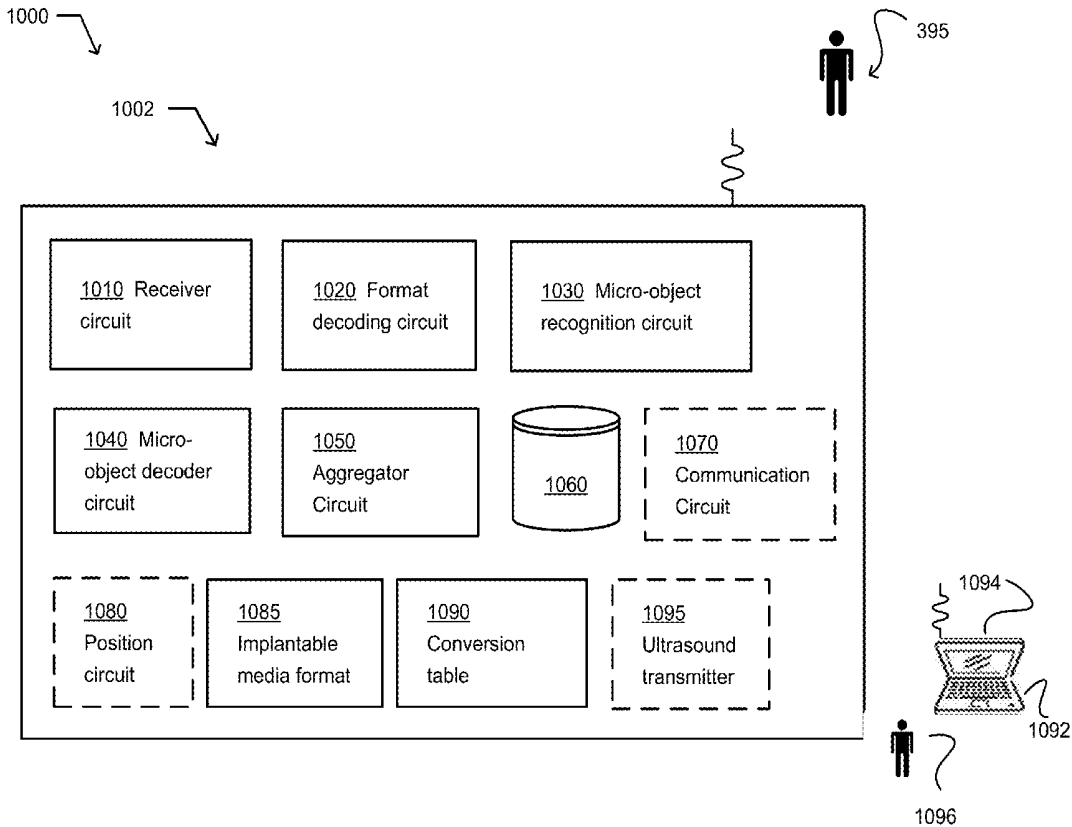 1000
395
1002
1010 Receiver
circuit
1020 Format
decoding circuit
1030 Micro-object
recognition circuit
1040 Micro-
object decoder
circuit
1050
Aggregator
Circuit
1060
1070
Communication
Circuit
1080
Position
circuit
1085
Implantable
media format
1090
Conversion
table
1095
Ultrasound
transmitter
1094
1092
1096